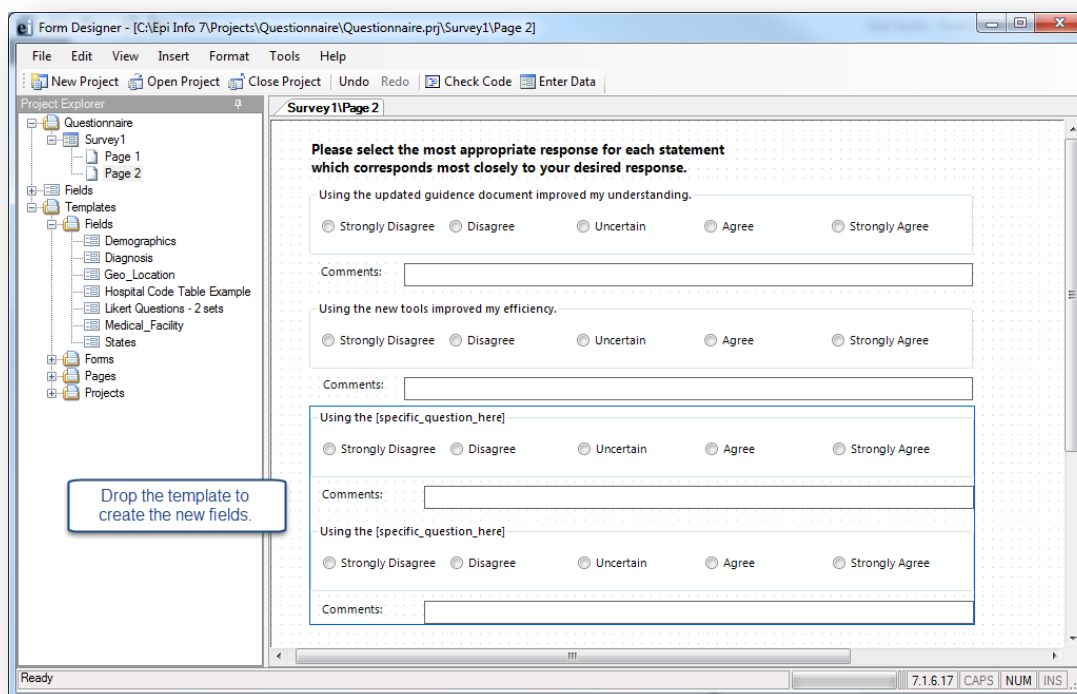 ei Form Designer - [C:\Epi Info 7\Projects\Questionnaire\Questionnaire.prj\Survey1\Page 2]
File Edit View Insert Format Tools Help
New Project Open Project Close Project Undo Redo Check Code Enter Data
Project Explorer
Survey1\Page 2
Questionnaire
Survey1
Page 1
Page 2
Fields
Templates
Fields
Demographics
Diagnosis
Geo_Location
Hospital Code Table Example
Likert Questions - 2 sets
Medical_Facility
States
Forms
Pages
Projects
Please select the most appropriate response for each statement
which corresponds most closely to your desired response.
Using the updated guidence document improved my understanding.
Strongly Disagree Disagree Uncertain Agree Strongly Agree
Comments:
Using the new tools improved my efficiency.
Strongly Disagree Disagree Uncertain Agree Strongly Agree
Comments:
Using the [specific_question_here]
Strongly Disagree Disagree Uncertain Agree Strongly Agree
Comments:
Using the [specific_question_here]
Strongly Disagree Disagree Uncertain Agree Strongly Agree
Comments:
Drop the template to
create the new fields.
Ready 7.1.6.17 CAPS NUM INS